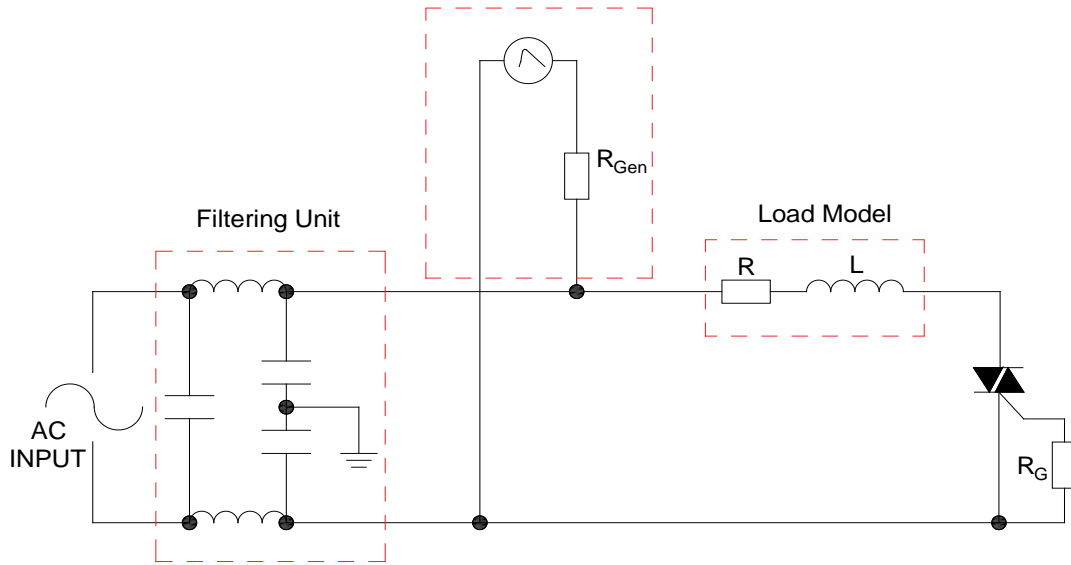 R_Gen
Filtering Unit
Load Model
R
L
AC
INPUT
R_G